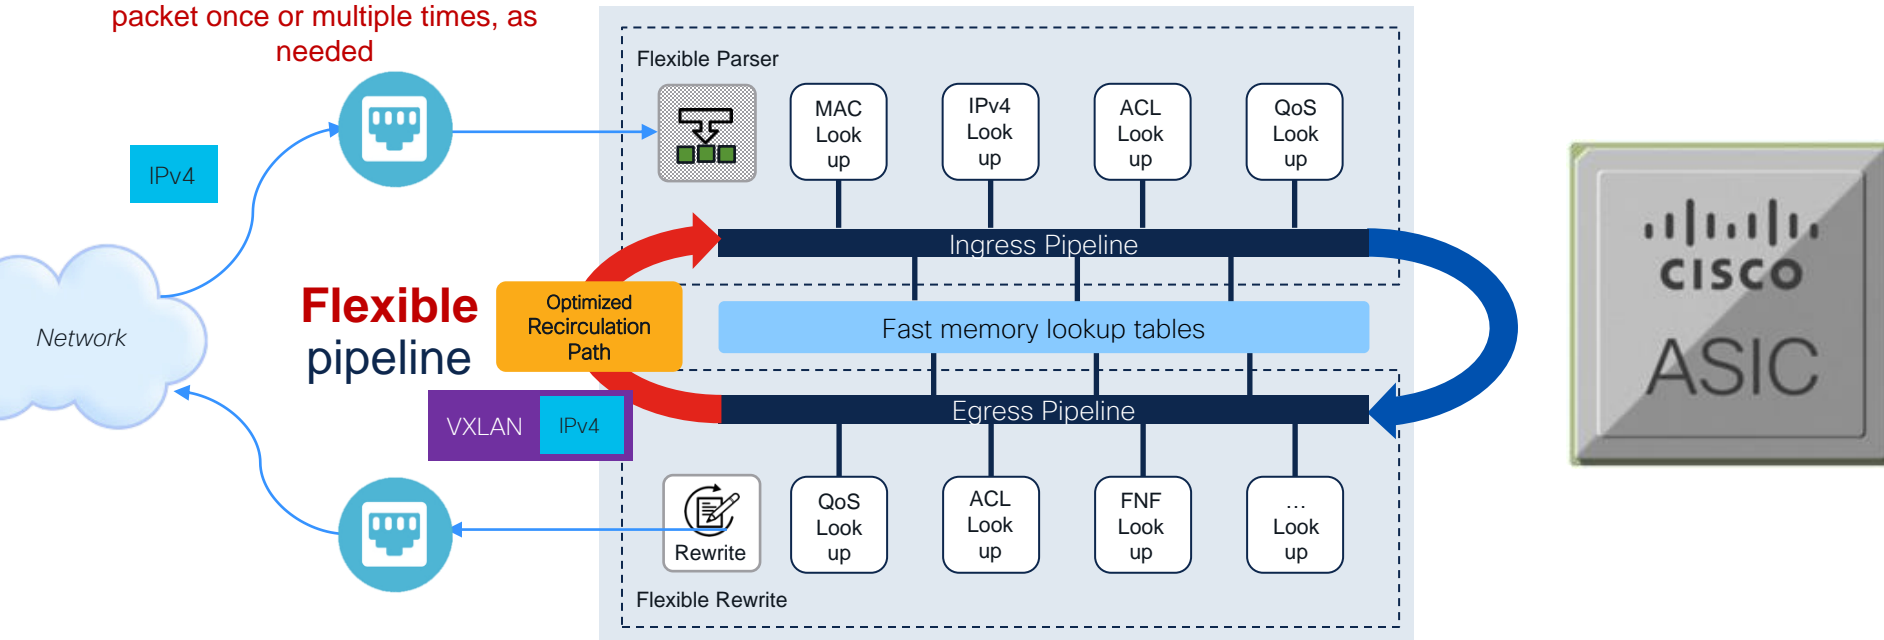 packet once or multiple times, as
needed
Flexible Parser
MAC
Look
up
IPv4
Look
up
ACL
Look
up
QoS
Look
up
IPv4
Ingress Pipeline
CISCO
ASIC
Network
Flexible
pipeline
Optimized
Recirculation
Path
Fast memory lookup tables
VXLAN
IPv4
Egress Pipeline
Rewrite
QoS
Look
up
ACL
Look
up
FNF
Look
up
...
Look
up
Flexible Rewrite